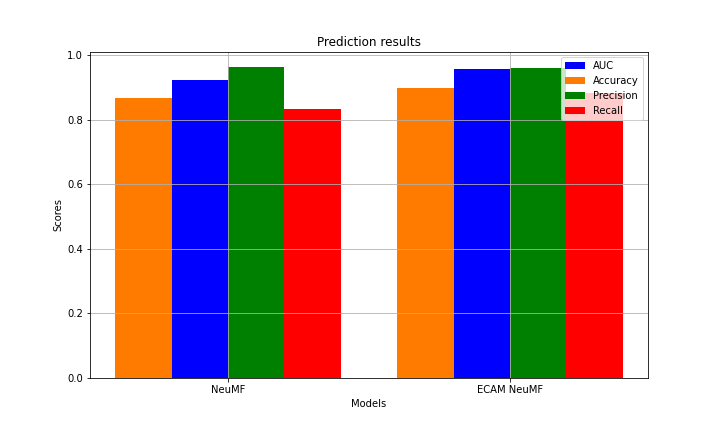 Prediction results
1.0
0.8
0.6
0.4
0.2
0.0
Scores
AUC
Accuracy
Precision
Recall
NeuMF
ECAM NeuMF
Models